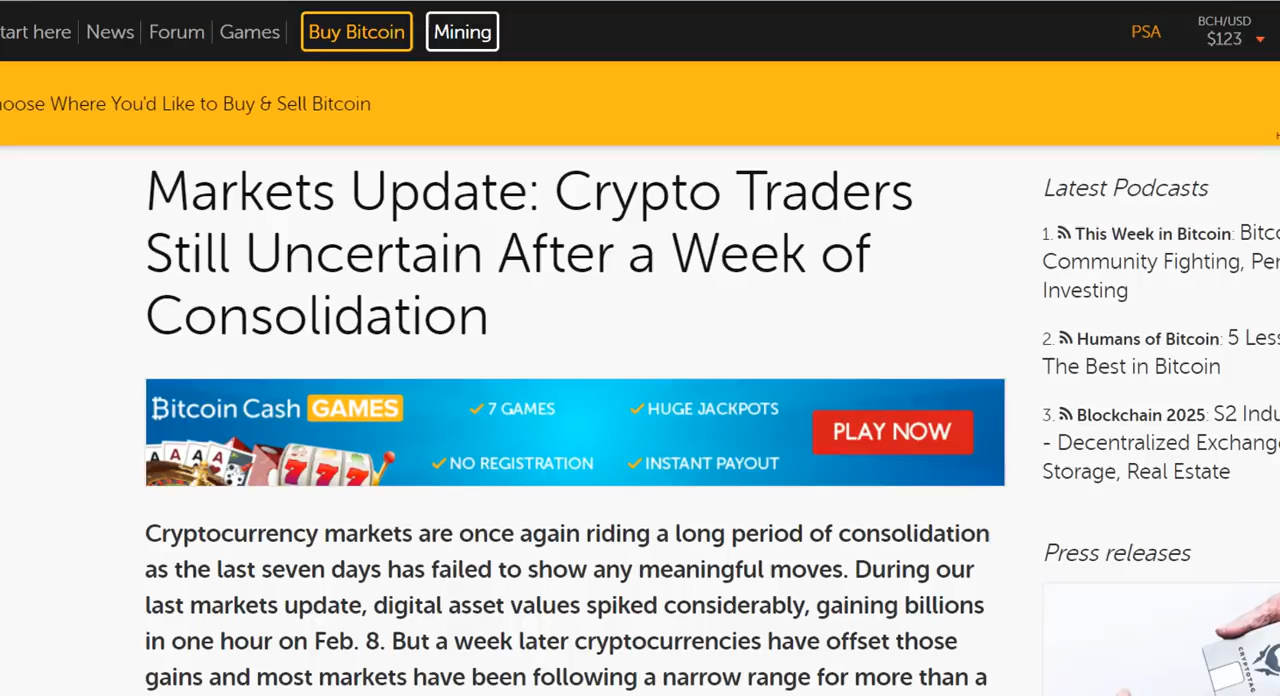 tart here News Forum Games Buy Bitcoin Mining PSA BCH/USD
$123
oose Where You'd Like to Buy & Sell Bitcoin
Markets Update: Crypto Traders
Still Uncertain After a Week of
Consolidation
Bitcoin Cash GAMES 7 GAMES HUGE JACKPOTS
PLAY NOW
NO REGISTRATION INSTANT PAYOUT
777
Cryptocurrency markets are once again riding a long period of consolidation
as the last seven days has failed to show any meaningful moves. During our
last markets update, digital asset values spiked considerably, gaining billions
in one hour on Feb. 8. But a week later cryptocurrencies have offset those
gains and most markets have been following a narrow range for more than a
Latest Podcasts
1. This Week in Bitcoin: Bitc
Community Fighting, Per
Investing
2. Humans of Bitcoin: 5 Less
The Best in Bitcoin
3. Blockchain 2025: S2 Indu
- Decentralized Exchang
Storage, Real Estate
Press releases
CRYPTOTAG